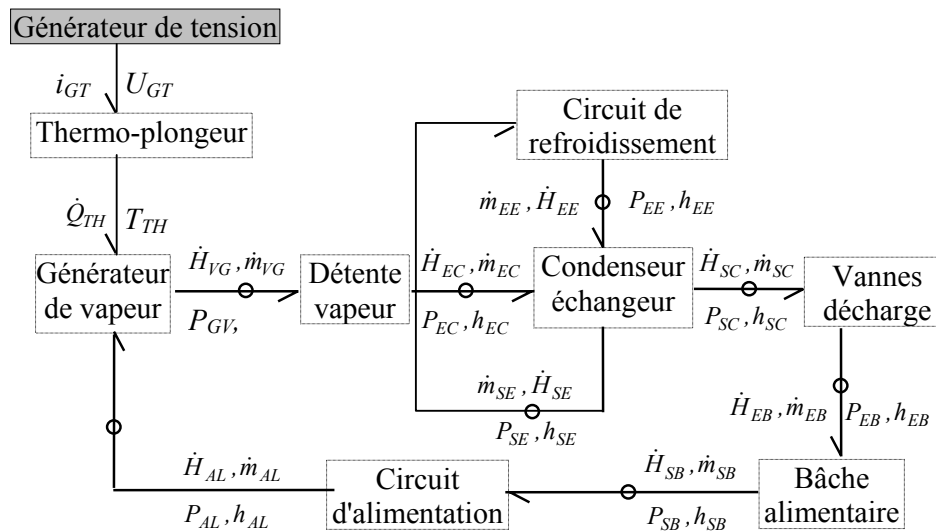 Générateur de tension
i_GT U_GT
Thermo-plongeur
Circuit de
refroidissement
ṁ_EE , Ḣ_EE P_EE , h_EE
Q̇_TH T_TH
Générateur
de vapeur
Ḣ_VG , ṁ_VG
P_GV,
Détente
vapeur
Ḣ_EC , ṁ_EC
P_EC , h_EC
Condenseur
échangeur
Ḣ_SC , ṁ_SC
P_SC , h_SC
Vannes
décharge
ṁ_SE , Ḣ_SE
P_SE , h_SE
Ḣ_EB , ṁ_EB P_EB , h_EB
Ḣ_AL , ṁ_AL
P_AL , h_AL
Circuit
d'alimentation
Ḣ_SB , ṁ_SB
P_SB , h_SB
Bâche
alimentaire